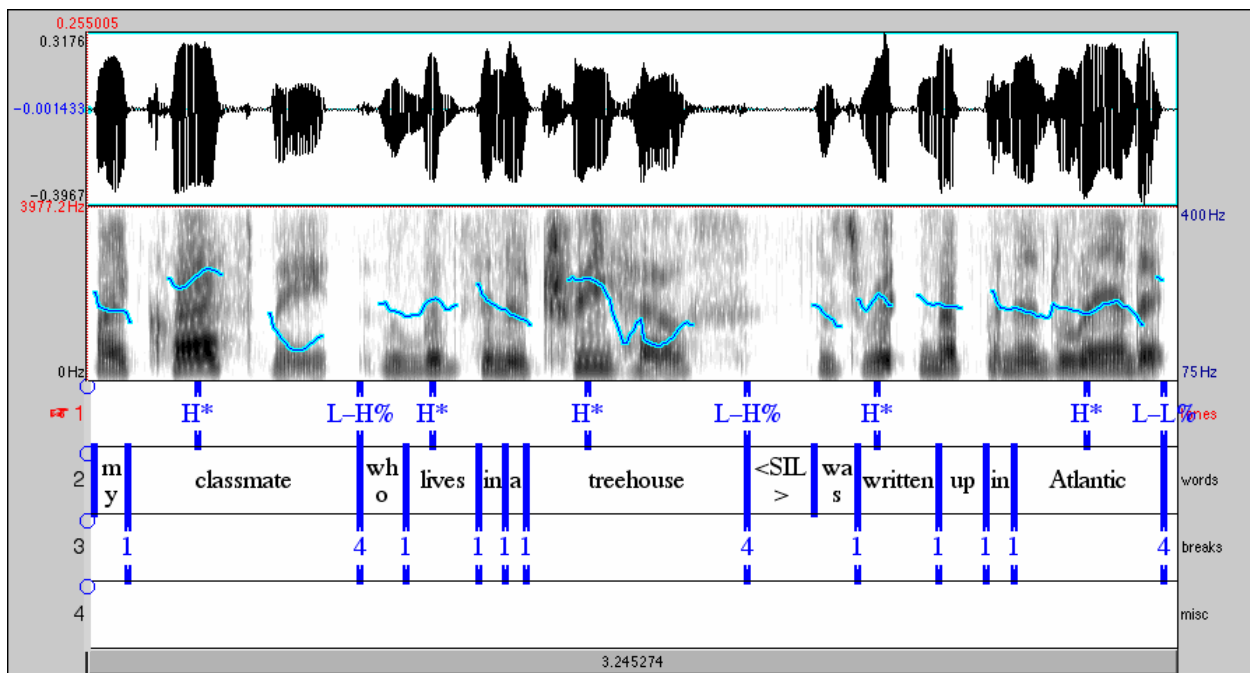 0.255005
0.3176
-0.001433
-0.3967
3977.2 Hz
400 Hz
0 Hz
75 Hz
1 H* L-H% H* H* L-H% H* H* L-L% tones
2 my classmate who lives in a treehouse <SIL> was written up in Atlantic words
3 1 4 1 1 1 1 4 1 1 1 1 4 breaks
4 misc
3.245274